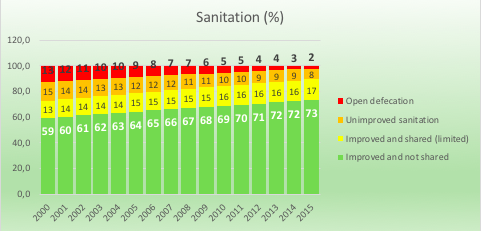 Sanitation (%)
120,0
100,0
80,0
60,0
40,0
20,0
0,0
13 12 11 10 10 9 8 7 7 6 5 5 4 4 3 2
15 14 14 13 13 12 12 12 11 11 10 10 9 9 9 8
13 14 14 14 14 15 15 15 15 15 16 16 16 16 16 17
59 60 61 62 63 64 65 66 67 68 69 70 71 72 72 73
2000 2001 2002 2003 2004 2005 2006 2007 2008 2009 2010 2011 2012 2013 2014 2015
Open defecation
Unimproved sanitation
Improved and shared (limited)
Improved and not shared